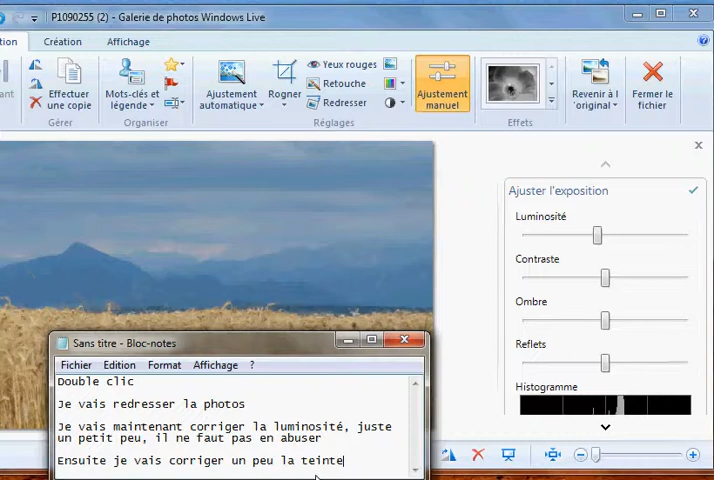 P1090255 (2) - Galerie de photos Windows Live
Création Affichage
Effectuer
une copie
Gérer
Mots-clés et
légende
Organiser
Ajustement
automatique
Rogner
Yeux rouges
Retouche
Redresser
Réglages
Ajustement
manuel
Effets
Revenir à l
'original
Fermer le
fichier
Ajuster l'exposition
Luminosité
Contraste
Ombre
Reflets
Histogramme
Sans titre - Bloc-notes
Fichier Edition Format Affichage ?
Double clic
Je vais redresser la photos
Je vais maintenant corriger la luminosité, juste
un petit peu, il ne faut pas en abuser
Ensuite je vais corriger un peu la teinte